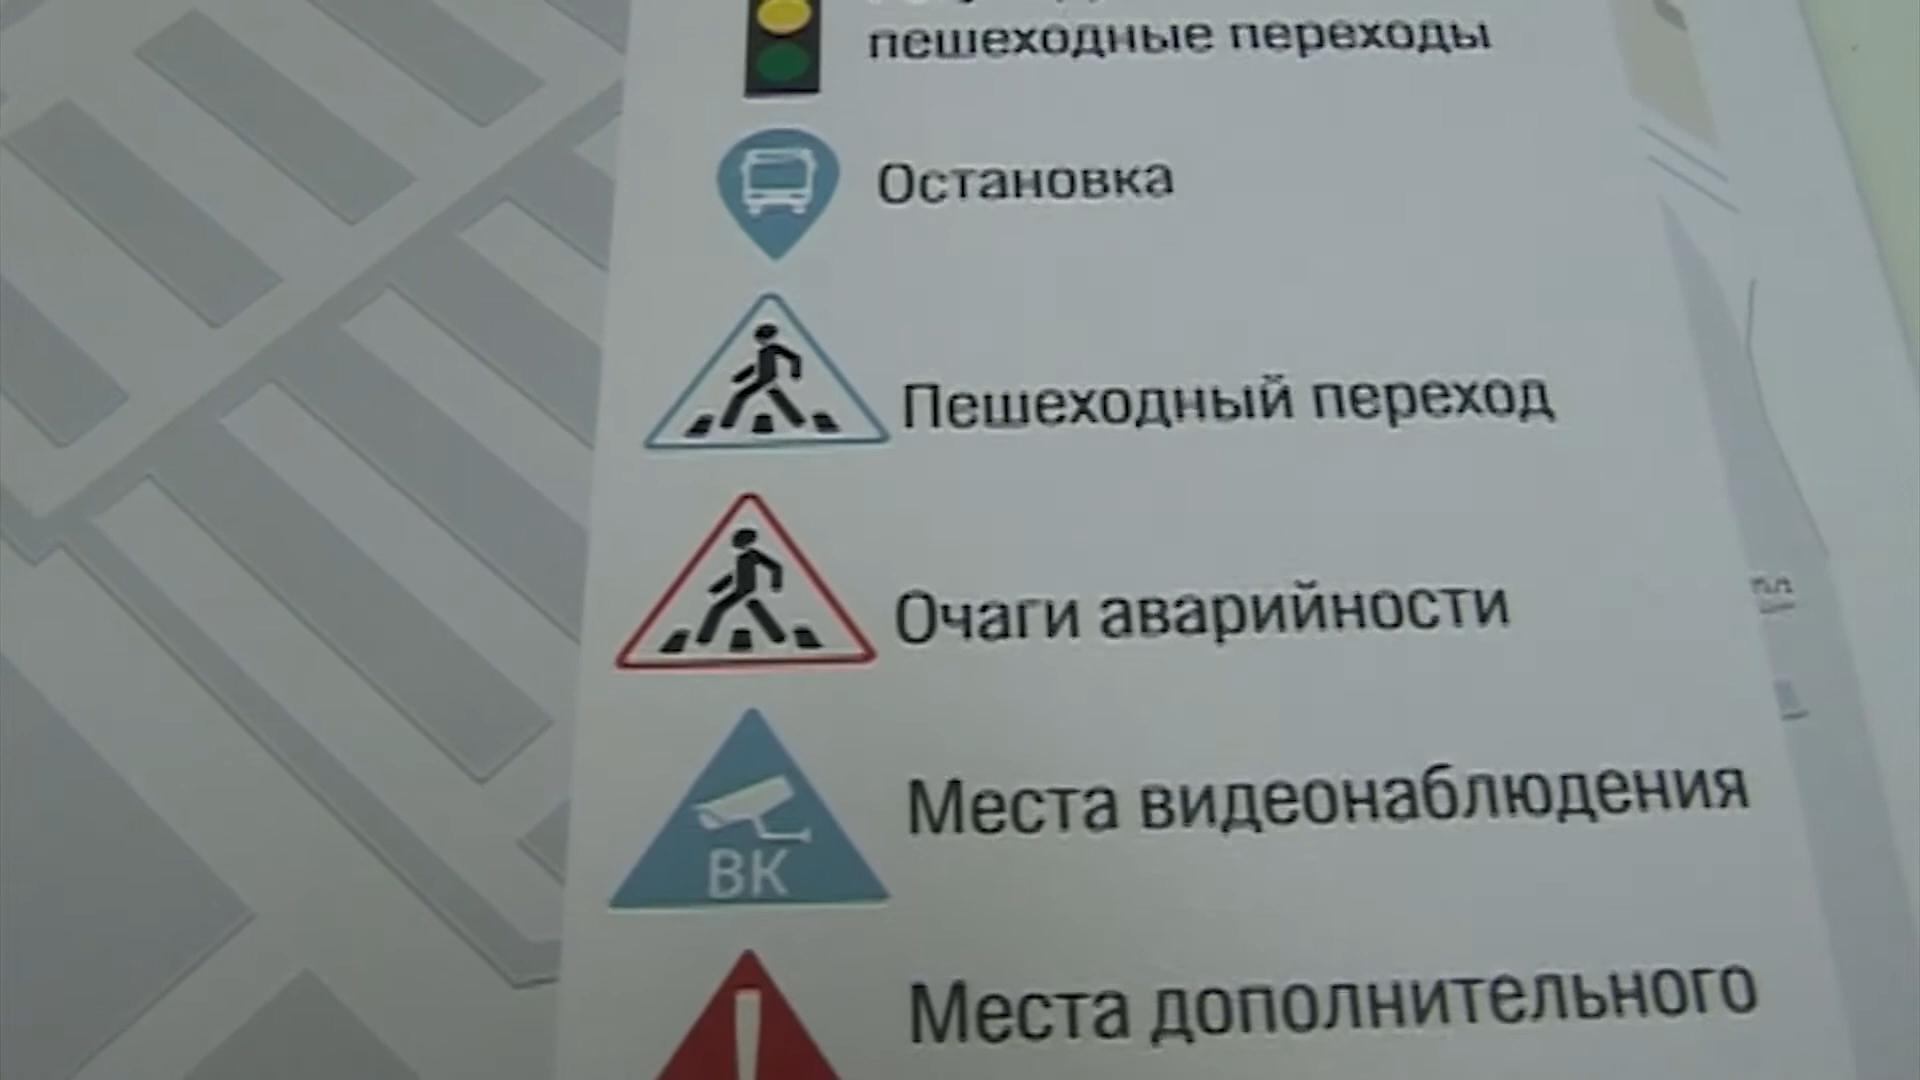 пешеходные переходы
Остановка
Пешеходный переход
Очаги аварийности
ВК
Места видеонаблюдения
Места дополнительного